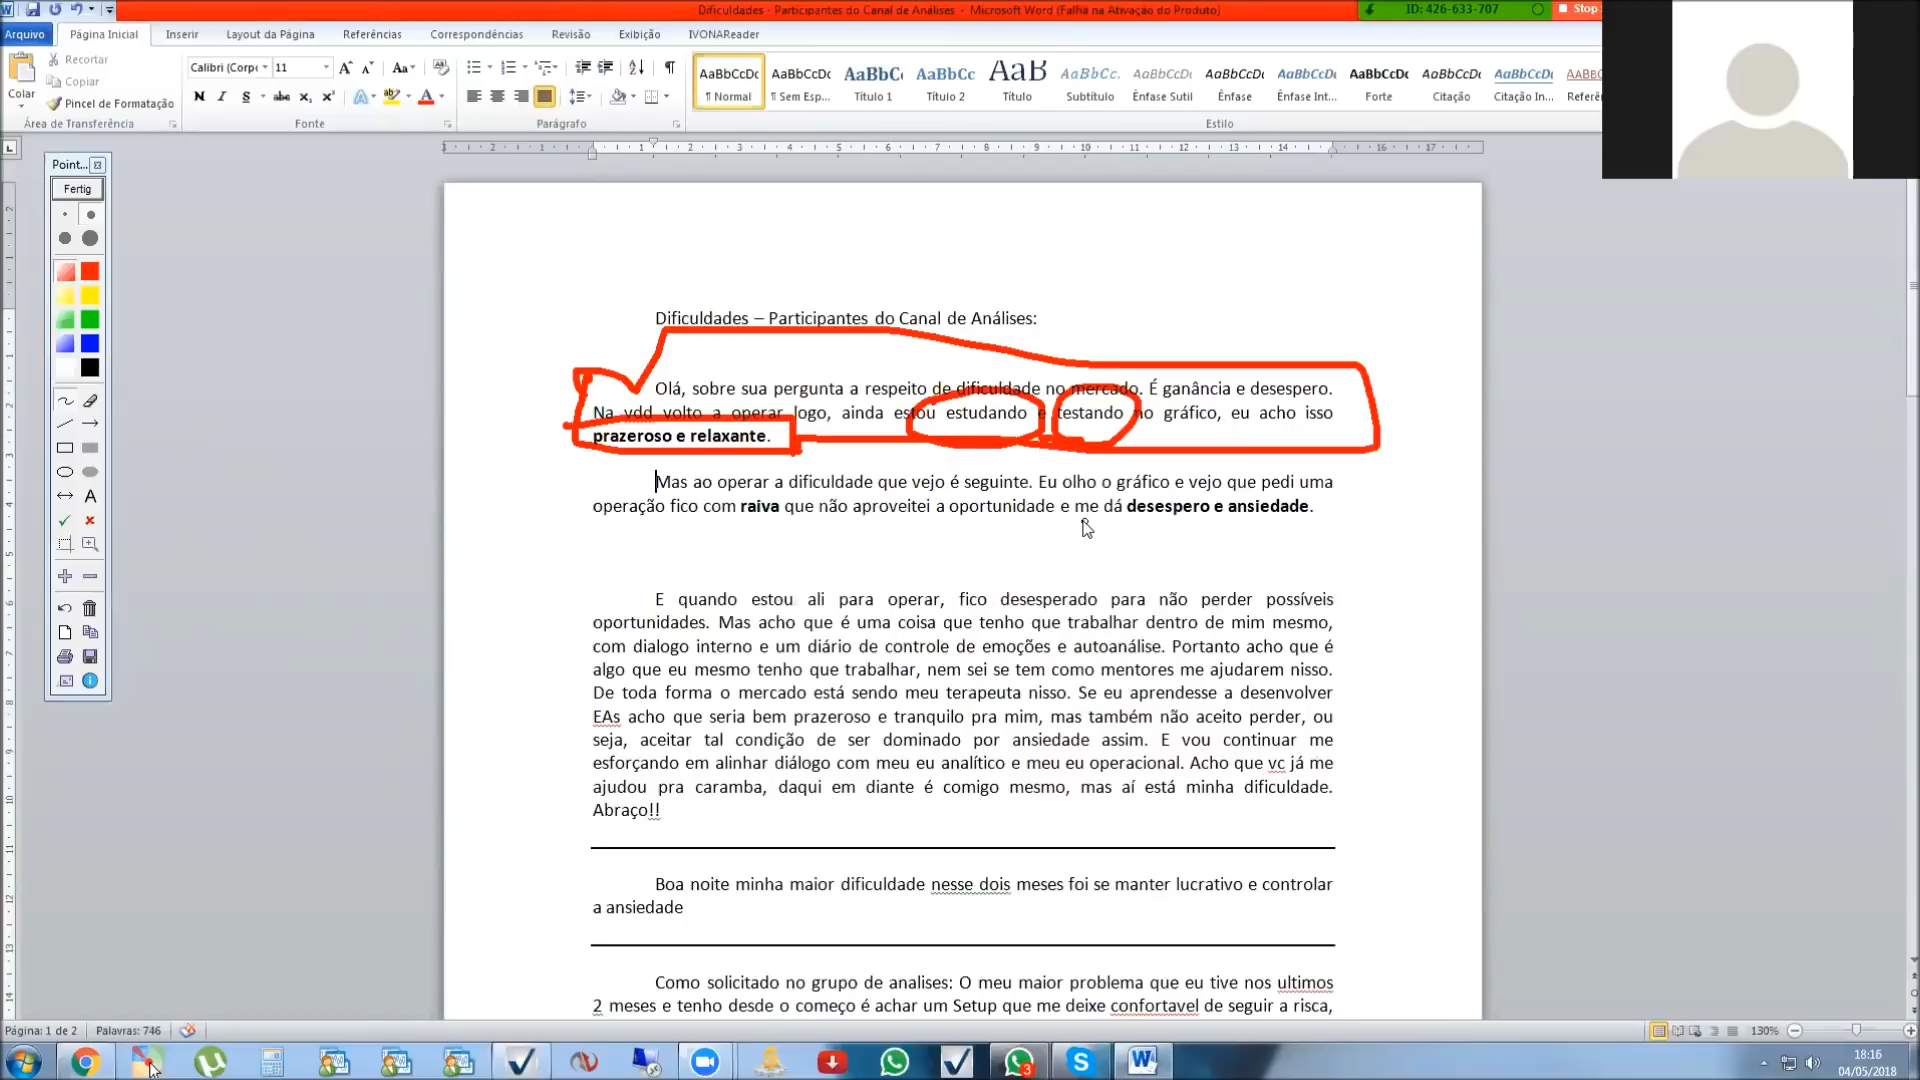 Dificuldades - Participantes do Canal de Análises - Microsoft Word (Falha na Ativação do Produto)
ID: 426-633-707
Stop
Arquivo
Página Inicial
Inserir
Layout da Página
Referências
Correspondências
Revisão
Exibição
IVONAReader
Colar
Recortar
Copiar
Pincel de Formatação
Área de Transferência
Calibri (Corpo
11
Fonte
Parágrafo
¶ Normal
¶ Sem Esp...
Título 1
Título 2
Título
Subtítulo
Ênfase Sutil
Ênfase
Ênfase Int...
Forte
Citação
Citação In...
Referê
Estilo
Point...
Fertig
Dificuldades – Participantes do Canal de Análises:
Olá, sobre sua pergunta a respeito de dificuldade no mercado. É ganância e desespero.
Na vdd volto a operar logo, ainda estou estudando e testando no gráfico, eu acho isso
prazeroso e relaxante.
Mas ao operar a dificuldade que vejo é seguinte. Eu olho o gráfico e vejo que pedi uma
operação fico com raiva que não aproveitei a oportunidade e me dá desespero e ansiedade.
E quando estou ali para operar, fico desesperado para não perder possíveis
oportunidades. Mas acho que é uma coisa que tenho que trabalhar dentro de mim mesmo,
com dialogo interno e um diário de controle de emoções e autoanálise. Portanto acho que é
algo que eu mesmo tenho que trabalhar, nem sei se tem como mentores me ajudarem nisso.
De toda forma o mercado está sendo meu terapeuta nisso. Se eu aprendesse a desenvolver
EAs acho que seria bem prazeroso e tranquilo pra mim, mas também não aceito perder, ou
seja, aceitar tal condição de ser dominado por ansiedade assim. E vou continuar me
esforçando em alinhar diálogo com meu eu analítico e meu eu operacional. Acho que vc já me
ajudou pra caramba, daqui em diante é comigo mesmo, mas aí está minha dificuldade.
Abraço!!
Boa noite minha maior dificuldade nesse dois meses foi se manter lucrativo e controlar
a ansiedade
Como solicitado no grupo de analises: O meu maior problema que eu tive nos ultimos
2 meses e tenho desde o começo é achar um Setup que me deixe confortavel de seguir a risca,
Página: 1 de 2
Palavras: 746
130%
18:16
04/05/2018